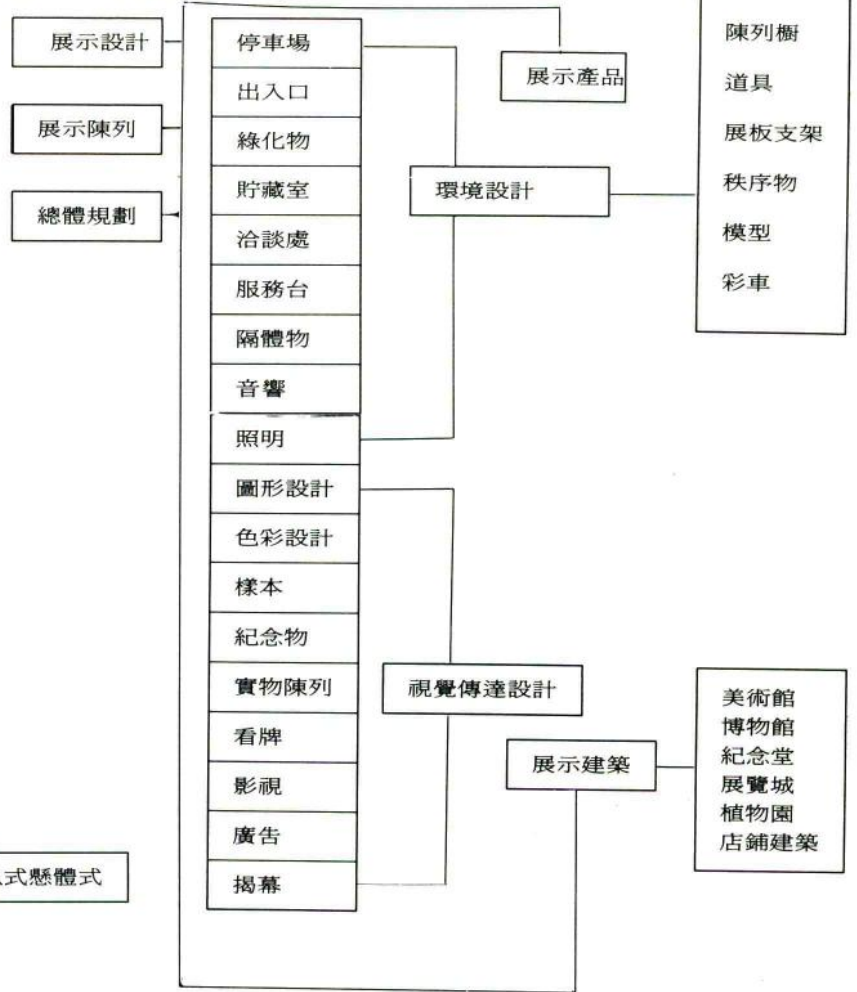 展示設計
展示陳列
總體規劃
停車場
出入口
綠化物
貯藏室
洽談處
服務台
隔體物
音響
照明
圖形設計
色彩設計
樣本
紀念物
實物陳列
看牌
影視
廣告
揭幕
展示產品
環境設計
視覺傳達設計
展示建築
陳列櫥
道具
展板支架
秩序物
模型
彩車
美術館
博物館
紀念堂
展覽城
植物園
店鋪建築
式懸體式